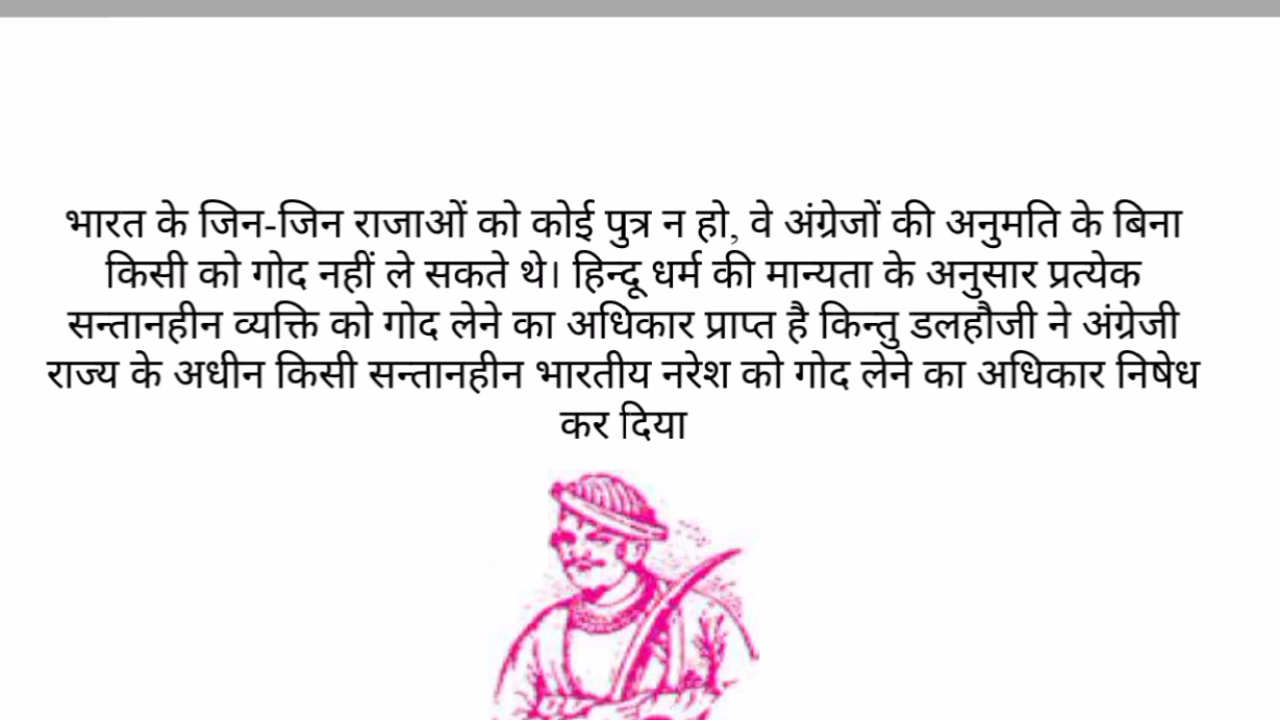 भारत के जिन-जिन राजाओं को कोई पुत्र न हो, वे अंग्रेजों की अनुमति के बिना
किसी को गोद नहीं ले सकते थे। हिन्दू धर्म की मान्यता के अनुसार प्रत्येक
सन्तानहीन व्यक्ति को गोद लेने का अधिकार प्राप्त है किन्तु डलहौजी ने अंग्रेजी
राज्य के अधीन किसी सन्तानहीन भारतीय नरेश को गोद लेने का अधिकार निषेध
कर दिया